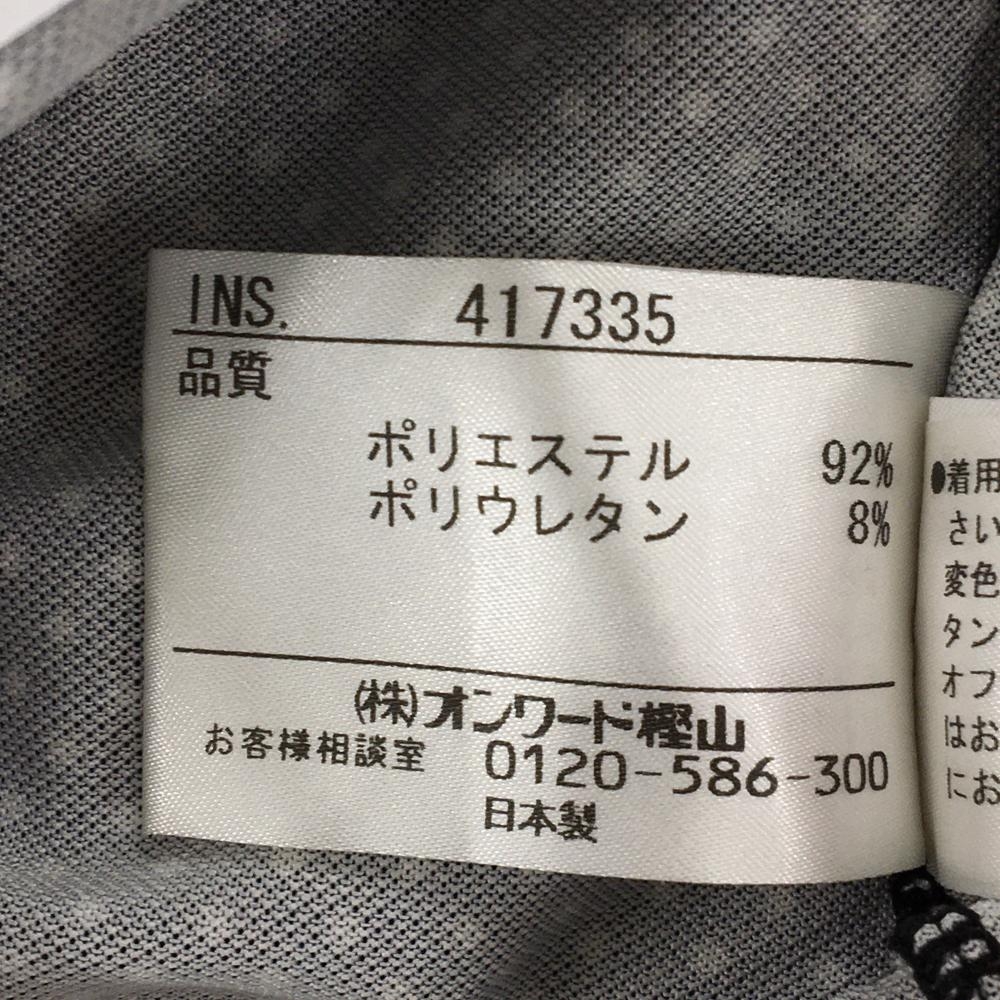 INS. 417335
品質
ポリエステル 92%
ポリウレタン 8%
(株)オンワード樫山
お客様相談室 0120-586-300
日本製
●着用
さい
変色
タン
オフ
はお
にお